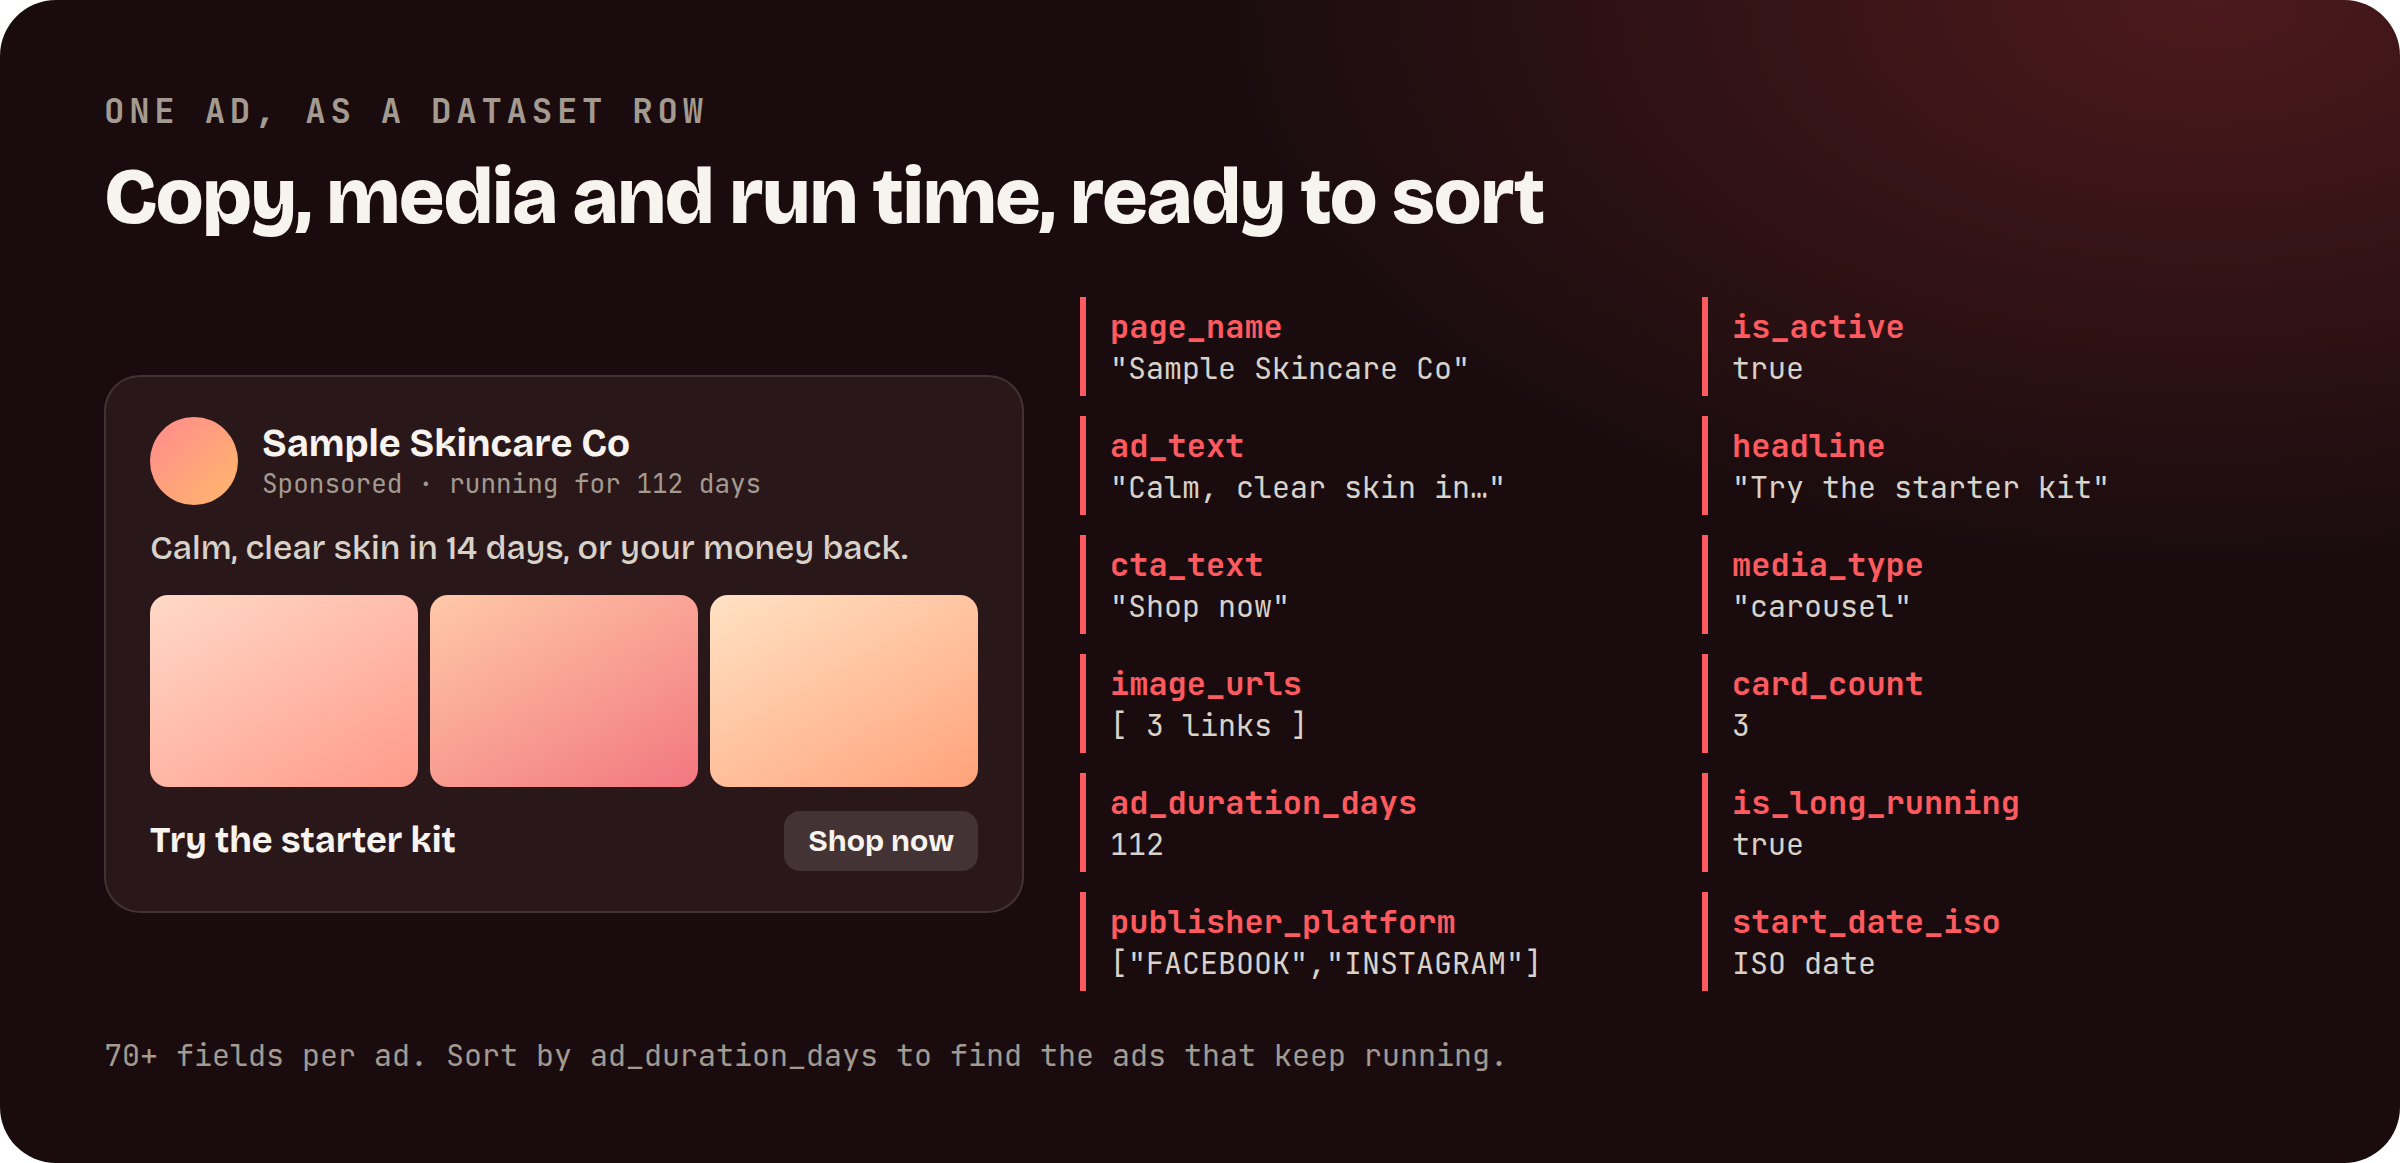 ONE AD, AS A DATASET ROW
Copy, media and run time, ready to sort
Sample Skincare Co
Sponsored · running for 112 days
Calm, clear skin in 14 days, or your money back.
Try the starter kit
Shop now
page_name
"Sample Skincare Co"
is_active
true
ad_text
"Calm, clear skin in…"
headline
"Try the starter kit"
cta_text
"Shop now"
media_type
"carousel"
image_urls
[ 3 links ]
card_count
3
ad_duration_days
112
is_long_running
true
publisher_platform
["FACEBOOK","INSTAGRAM"]
start_date_iso
ISO date
70+ fields per ad. Sort by ad_duration_days to find the ads that keep running.